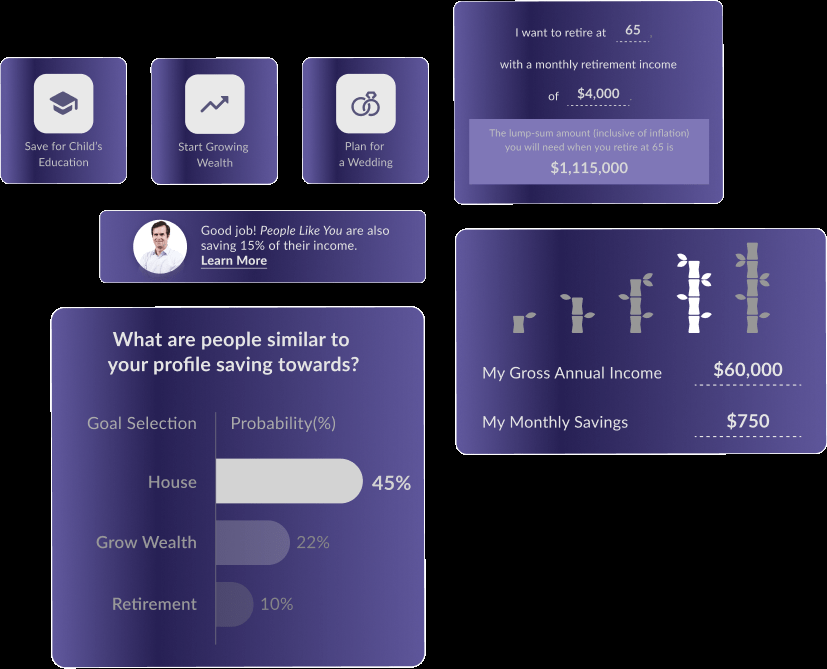 Save for Child's
Education
Start Growing
Wealth
Plan for
a Wedding
I want to retire at 65.
with a monthly retirement income
of $4,000.
The lump-sum amount (inclusive of inflation)
you will need when you retire at 65 is
$1,115,000
Good job! People Like You are also
saving 15% of their income.
Learn More
My Gross Annual Income $60,000
My Monthly Savings $750
What are people similar to
your profile saving towards?
Goal Selection Probability(%)
House 45%
Grow Wealth 22%
Retirement 10%